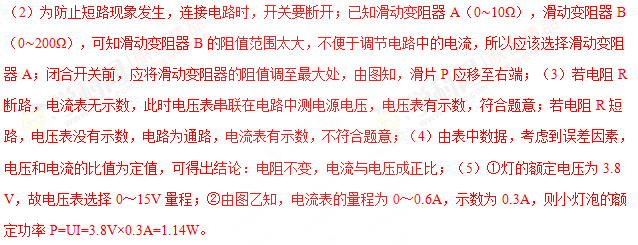 （2）为防止短路现象发生，连接电路时，开关要断开；已知滑动变阻器 A（0~10Ω），滑动变阻器 B
（0~200Ω），可知滑动变阻器 B 的阻值范围太大，不便于调节电路中的电流，所以应该选择滑动变阻
器 A；闭合开关前，应将滑动变阻器的阻值调至最大处，由图知，滑片 P 应移至右端；（3）若电阻 R
断路，电流表无示数，此时电压表串联在电路中测电源电压，电压表有示数，符合题意；若电阻 R 短
路，电压表没有示数，电路为通路，电流表有示数，不符合题意；（4）由表中数据，考虑到误差因素，
电压和电流的比值为定值，可得出结论：电阻不变，电流与电压成正比；（5）①灯的额定电压为 3.8
V，故电压表选择 0～15V 量程；②由图乙知，电流表的量程为 0～0.6A，示数为 0.3A，则小灯泡的额
定功率 P=UI=3.8V×0.3A=1.14W。